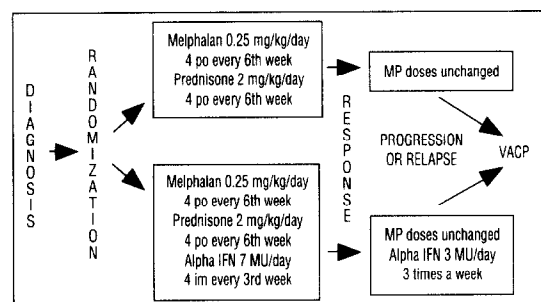 DIAGNOSIS
RANDOMIZATION
Melphalan 0.25 mg/kg/day
4 po every 6th week
Prednisone 2 mg/kg/day
4 po every 6th week
Melphalan 0.25 mg/kg/day
4 po every 6th week
Prednisone 2 mg/kg/day
4 po every 6th week
Alpha IFN 7 MU/day
4 im every 3rd week
RESPONSE
MP doses unchanged
PROGRESSION
OR RELAPSE
MP doses unchanged
Alpha IFN 3 MU/day
3 times a week
VACP